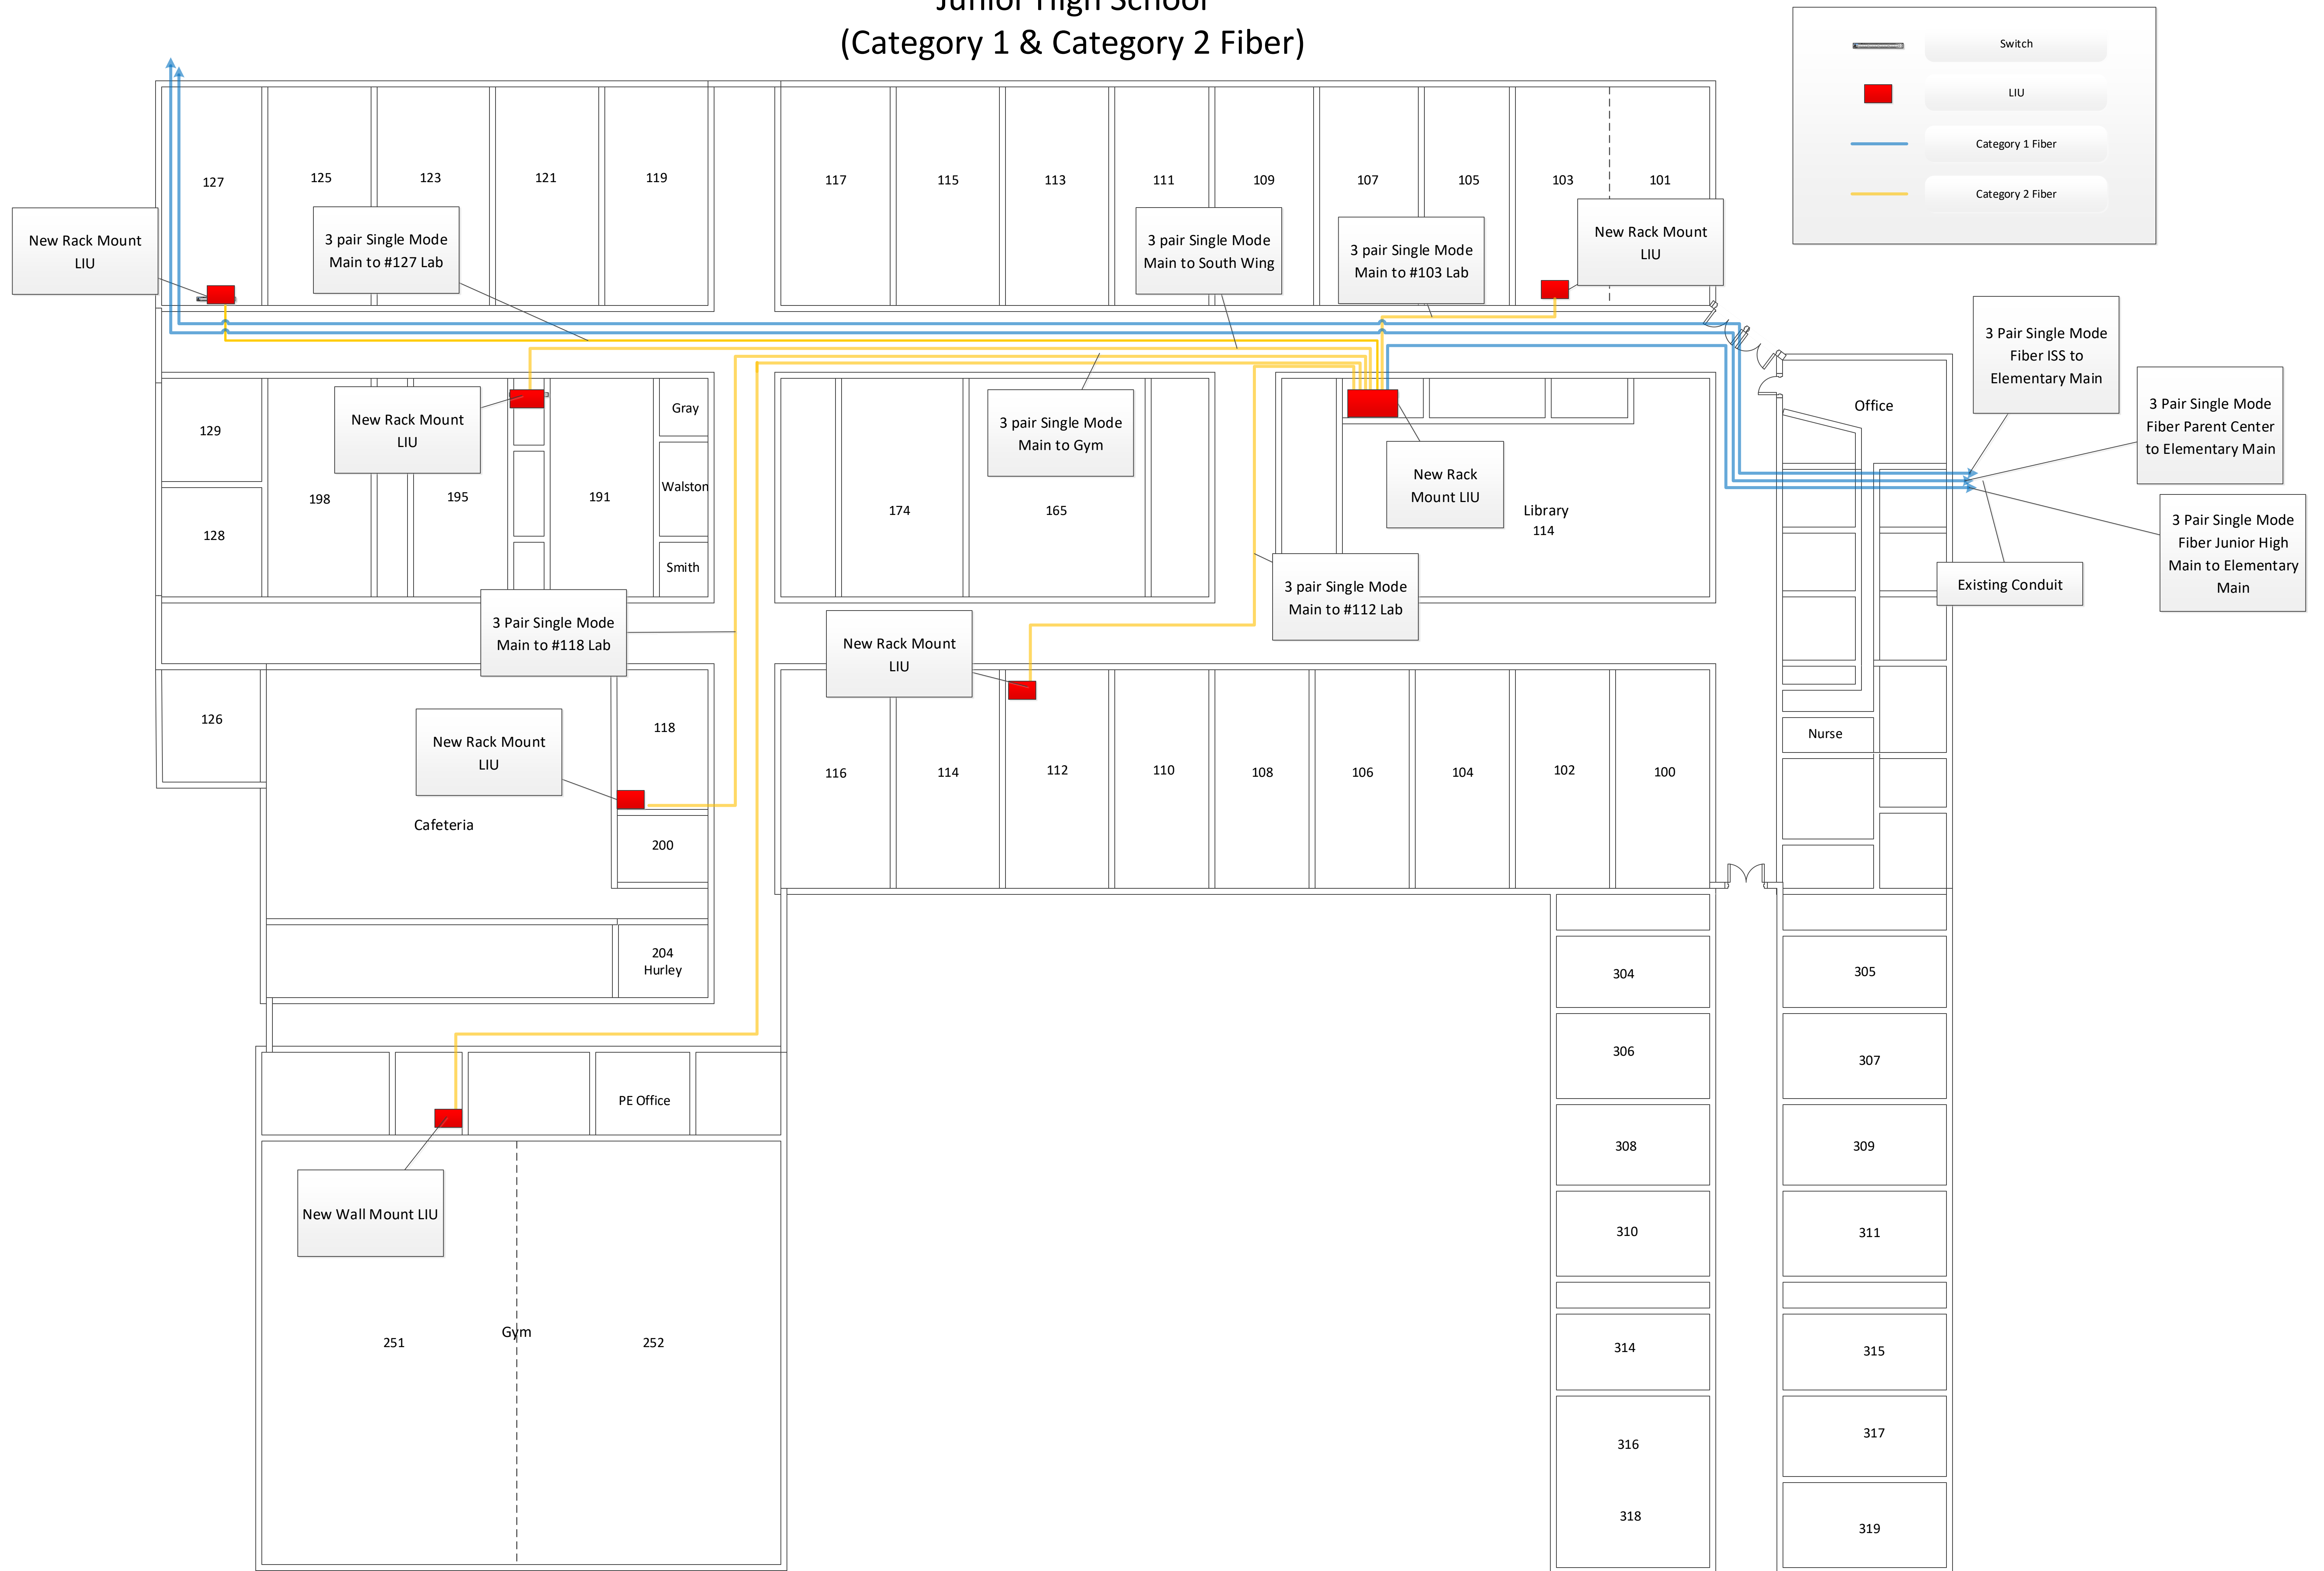 Junior High School
(Category 1 & Category 2 Fiber)
Switch
LIU
Category 1 Fiber
Category 2 Fiber
127
125
123
121
119
117
115
113
111
109
107
105
103
101
New Rack Mount
LIU
3 pair Single Mode
Main to #127 Lab
3 pair Single Mode
Main to South Wing
3 pair Single Mode
Main to #103 Lab
New Rack Mount
LIU
3 Pair Single Mode
Fiber ISS to
Elementary Main
3 Pair Single Mode
Fiber Parent Center
to Elementary Main
3 Pair Single Mode
Fiber Junior High
Main to Elementary
Main
Existing Conduit
Office
129
128
198
New Rack Mount
LIU
195
191
Gray
Walston
Smith
174
165
3 pair Single Mode
Main to Gym
New Rack
Mount LIU
Library
114
3 pair Single Mode
Main to #112 Lab
3 Pair Single Mode
Main to #118 Lab
New Rack Mount
LIU
126
New Rack Mount
LIU
118
Cafeteria
200
204
Hurley
116
114
112
110
108
106
104
102
100
Nurse
304
305
306
307
308
309
310
311
314
315
316
317
318
319
PE Office
New Wall Mount LIU
251
Gym
252